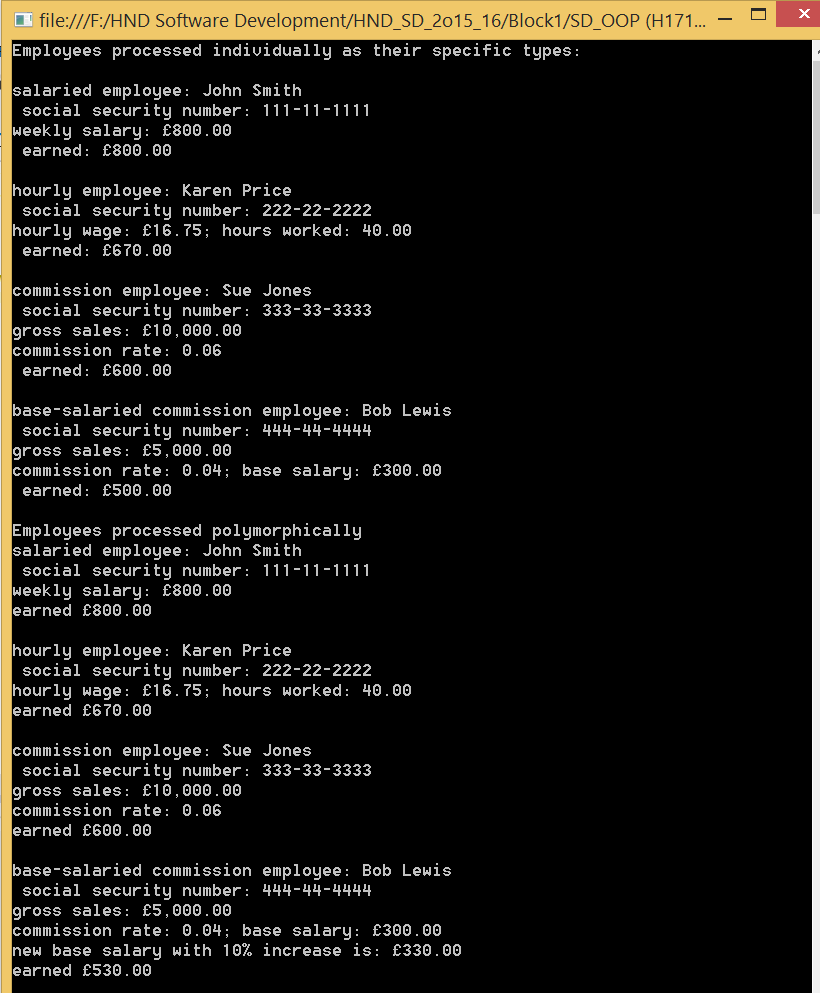 file:///F:/HND Software Development/HND_SD_2o15_16/Block1/SD_OOP (H171...
Employees processed individually as their specific types:
salaried employee: John Smith
social security number: 111-11-1111
weekly salary: £800.00
earned: £800.00
hourly employee: Karen Price
social security number: 222-22-2222
hourly wage: £16.75; hours worked: 40.00
earned: £670.00
commission employee: Sue Jones
social security number: 333-33-3333
gross sales: £10,000.00
commission rate: 0.06
earned: £600.00
base-salaried commission employee: Bob Lewis
social security number: 444-44-4444
gross sales: £5,000.00
commission rate: 0.04; base salary: £300.00
earned: £500.00
Employees processed polymorphically
salaried employee: John Smith
social security number: 111-11-1111
weekly salary: £800.00
earned £800.00
hourly employee: Karen Price
social security number: 222-22-2222
hourly wage: £16.75; hours worked: 40.00
earned £670.00
commission employee: Sue Jones
social security number: 333-33-3333
gross sales: £10,000.00
commission rate: 0.06
earned £600.00
base-salaried commission employee: Bob Lewis
social security number: 444-44-4444
gross sales: £5,000.00
commission rate: 0.04; base salary: £300.00
new base salary with 10% increase is: £330.00
earned £530.00